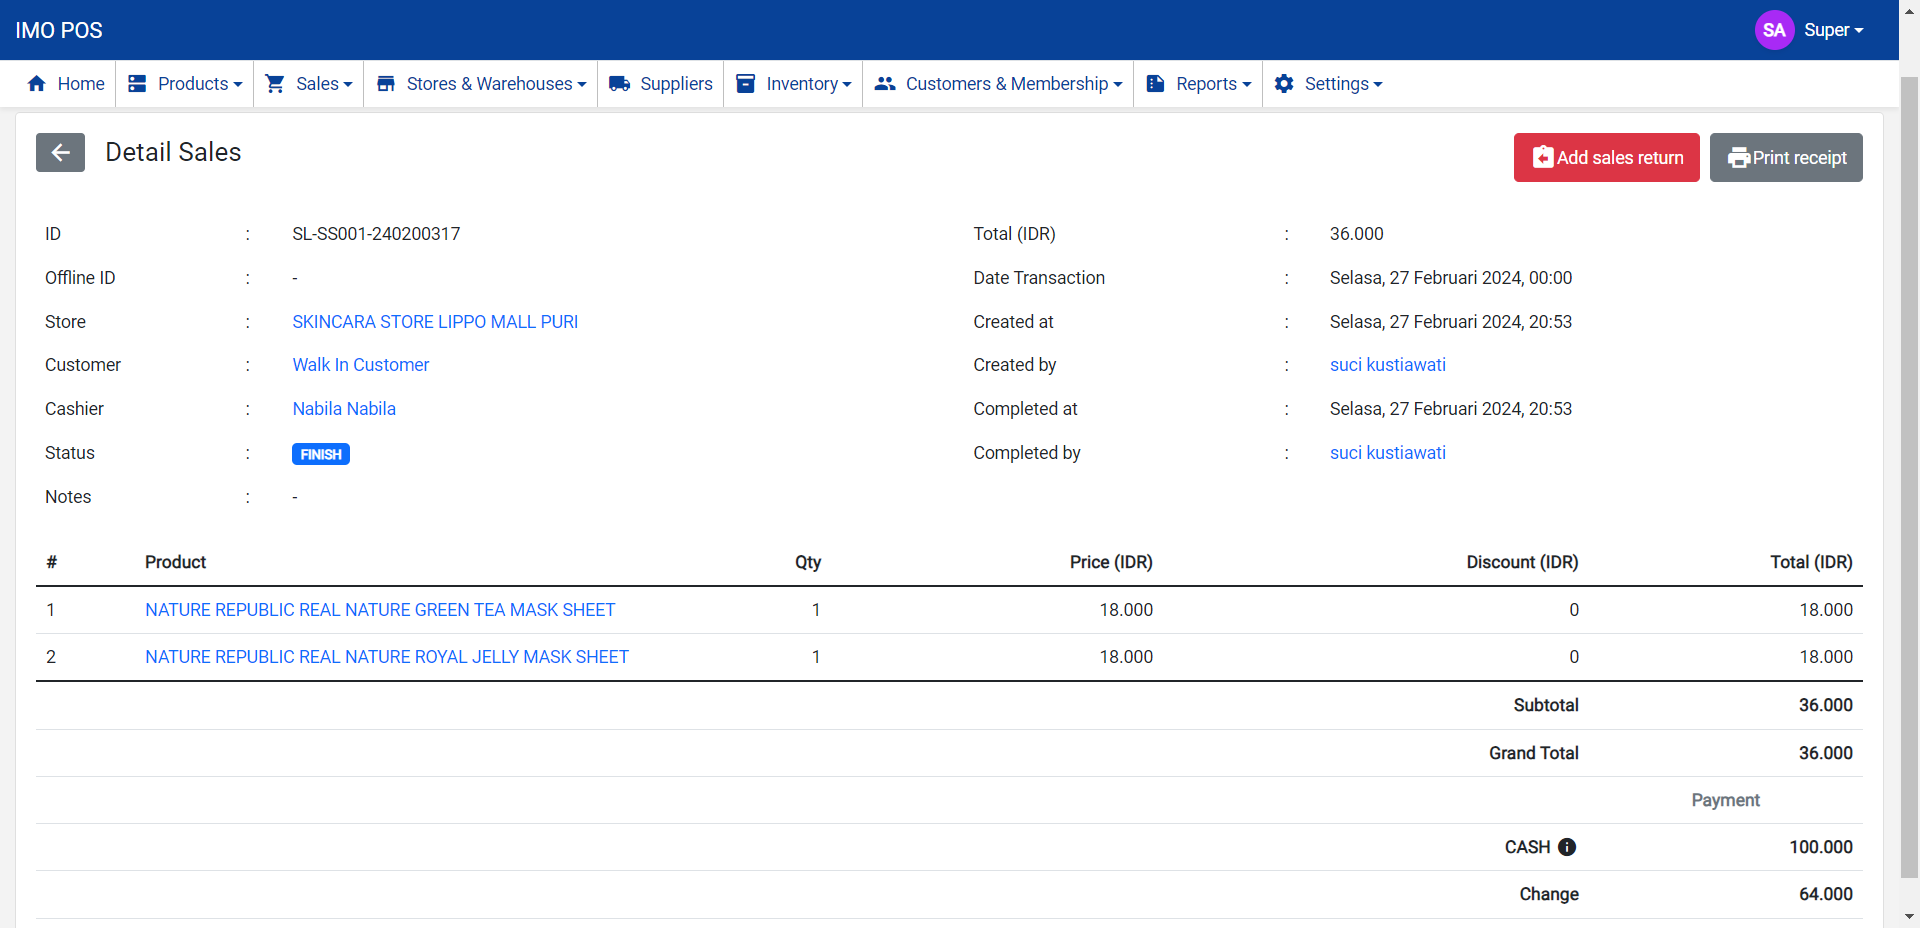 IMO POS
SA Super
Home Products Sales Stores & Warehouses Suppliers Inventory Customers & Membership Reports Settings
Detail Sales
Add sales return Print receipt
ID : SL-SS001-240200317 Total (IDR) : 36.000
Offline ID : - Date Transaction : Selasa, 27 Februari 2024, 00:00
Store : SKINCARA STORE LIPPO MALL PURI Created at : Selasa, 27 Februari 2024, 20:53
Customer : Walk In Customer Created by : suci kustiawati
Cashier : Nabila Nabila Completed at : Selasa, 27 Februari 2024, 20:53
Status : FINISH Completed by : suci kustiawati
Notes : -
# Product Qty Price (IDR) Discount (IDR) Total (IDR)
1 NATURE REPUBLIC REAL NATURE GREEN TEA MASK SHEET 1 18.000 0 18.000
2 NATURE REPUBLIC REAL NATURE ROYAL JELLY MASK SHEET 1 18.000 0 18.000
Subtotal 36.000
Grand Total 36.000
Payment
CASH 100.000
Change 64.000